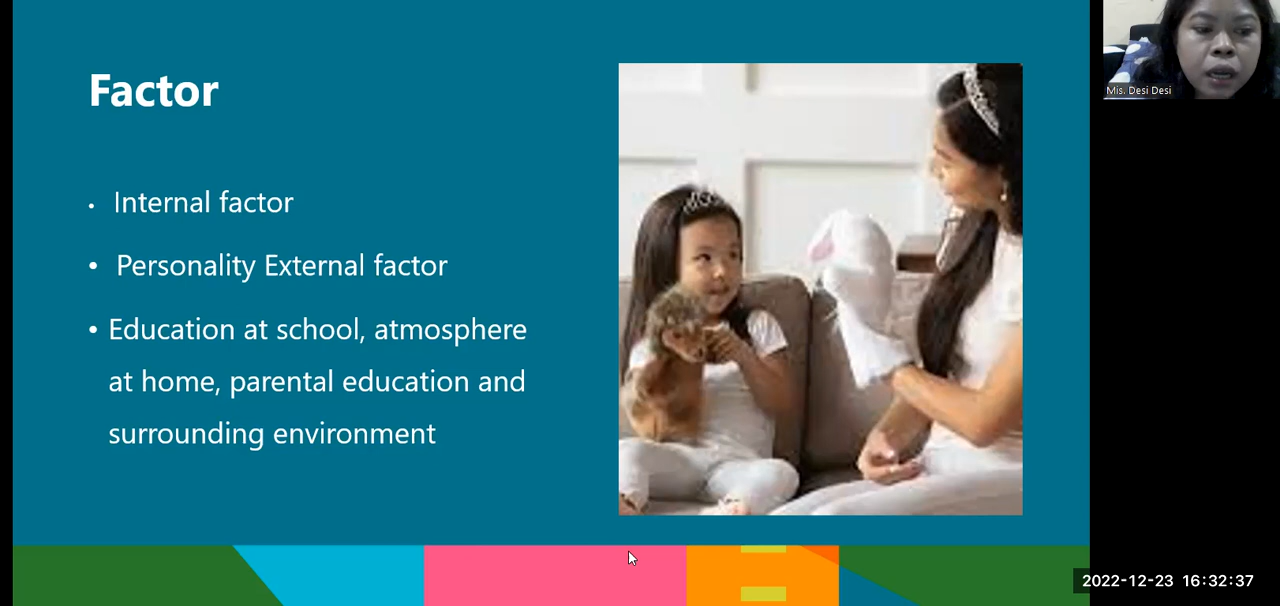 Factor
• Internal factor
• Personality External factor
• Education at school, atmosphere
at home, parental education and
surrounding environment
Mis. Desi Desi
2022-12-23 16:32:37